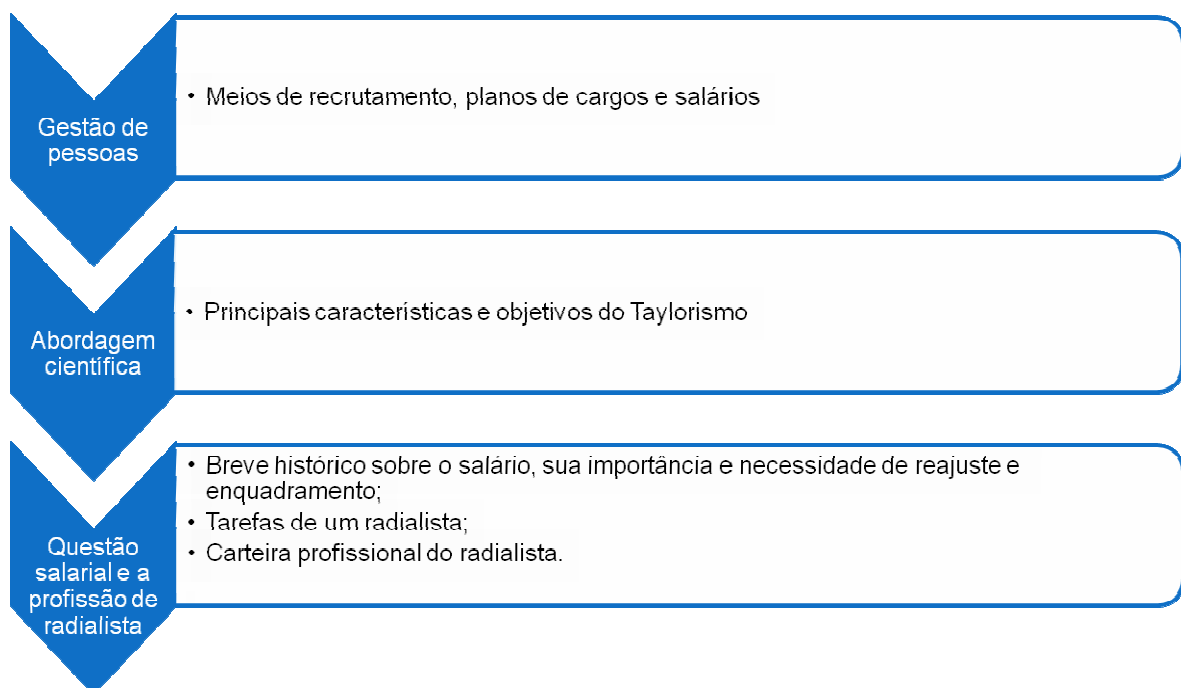 Gestão de
pessoas
• Meios de recrutamento, planos de cargos e salários
Abordagem
científica
• Principais características e objetivos do Taylorismo
Questão
salarial e a
profissão de
radialista
• Breve histórico sobre o salário, sua importância e necessidade de reajuste e
enquadramento;
• Tarefas de um radialista;
• Carteira profissional do radialista.